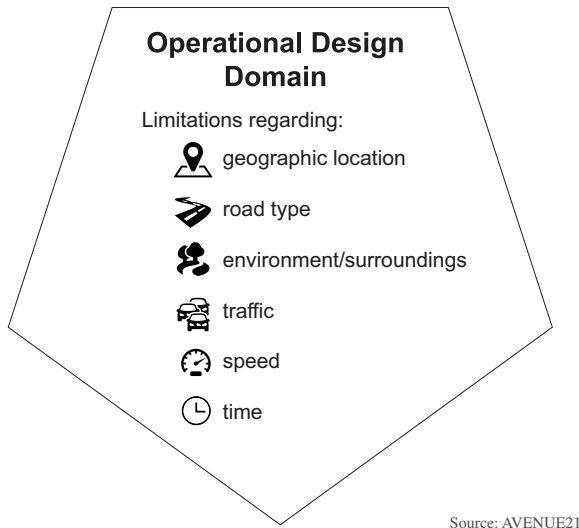 Operational Design
Domain
Limitations regarding:
geographic location
road type
environment/surroundings
traffic
speed
time
Source: AVENUE21